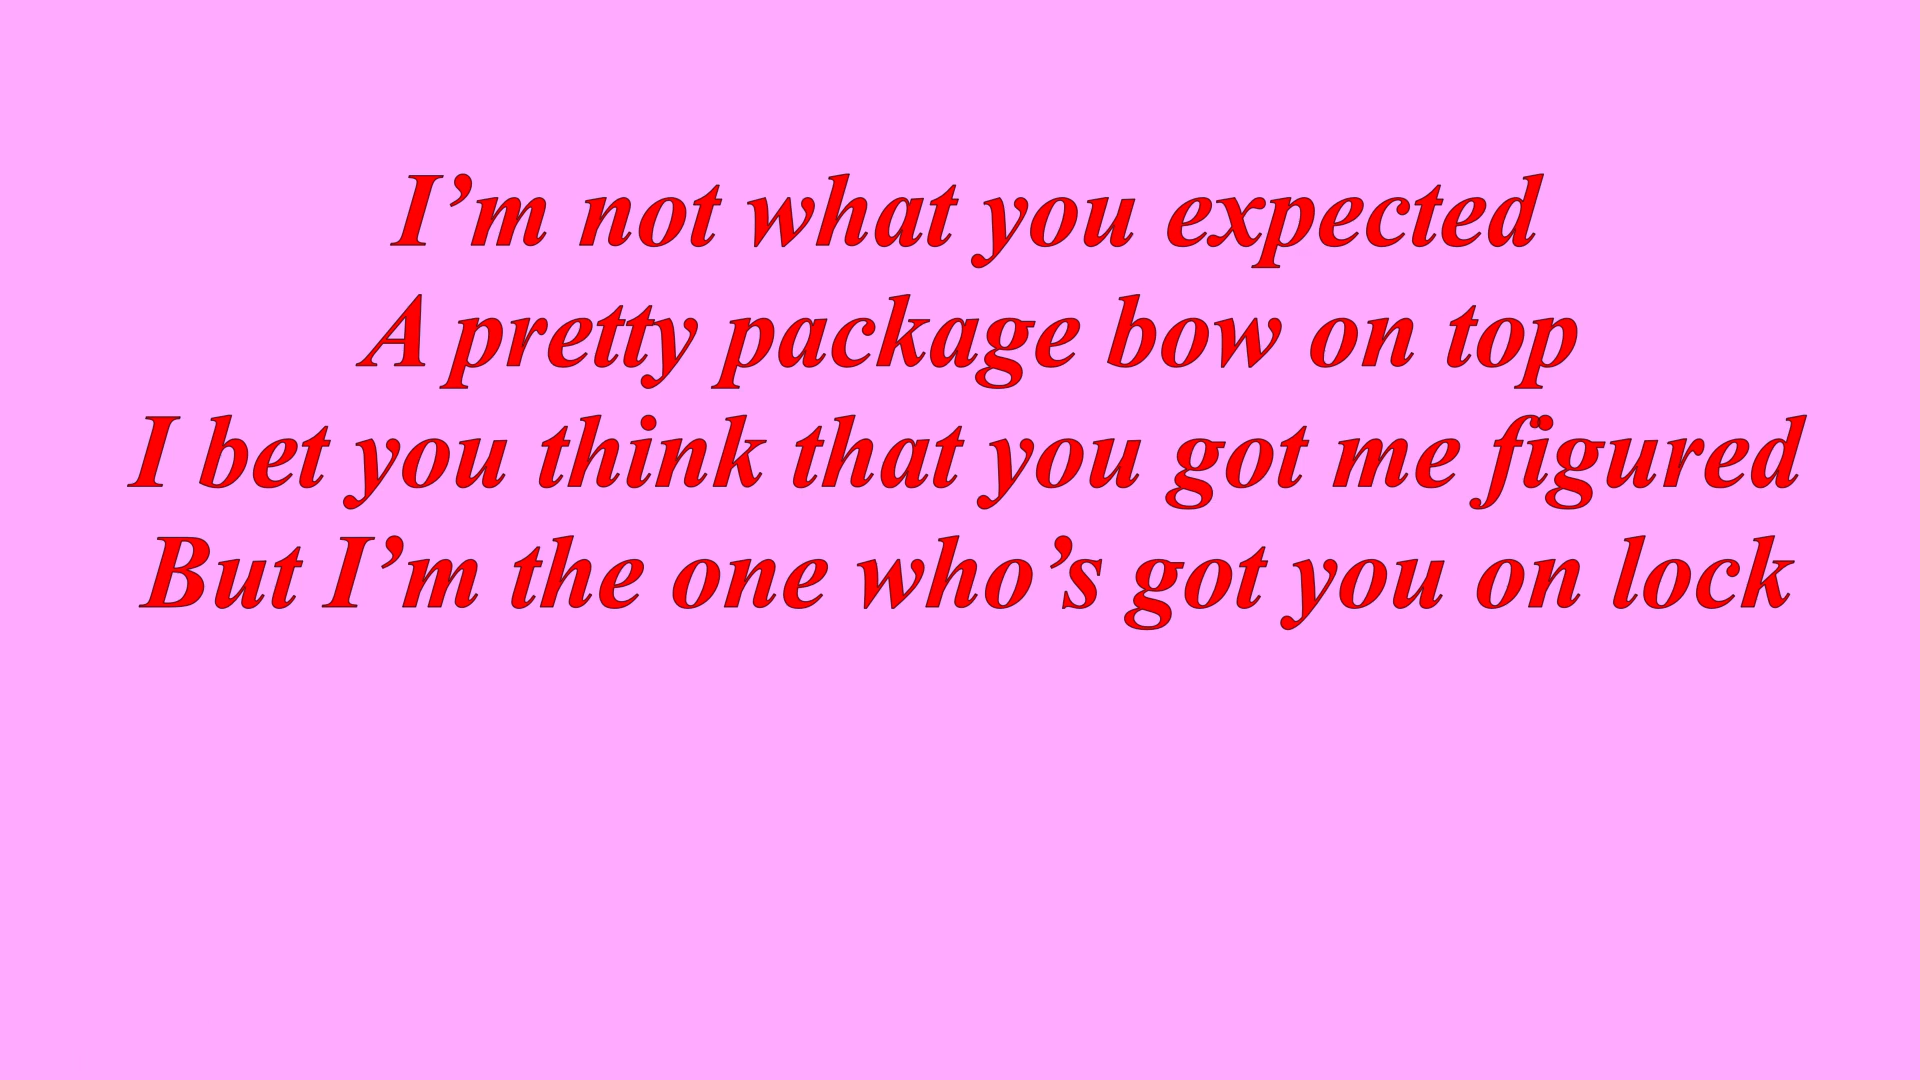 I’m not what you expected
A pretty package bow on top
I bet you think that you got me figured
But I’m the one who’s got you on lock